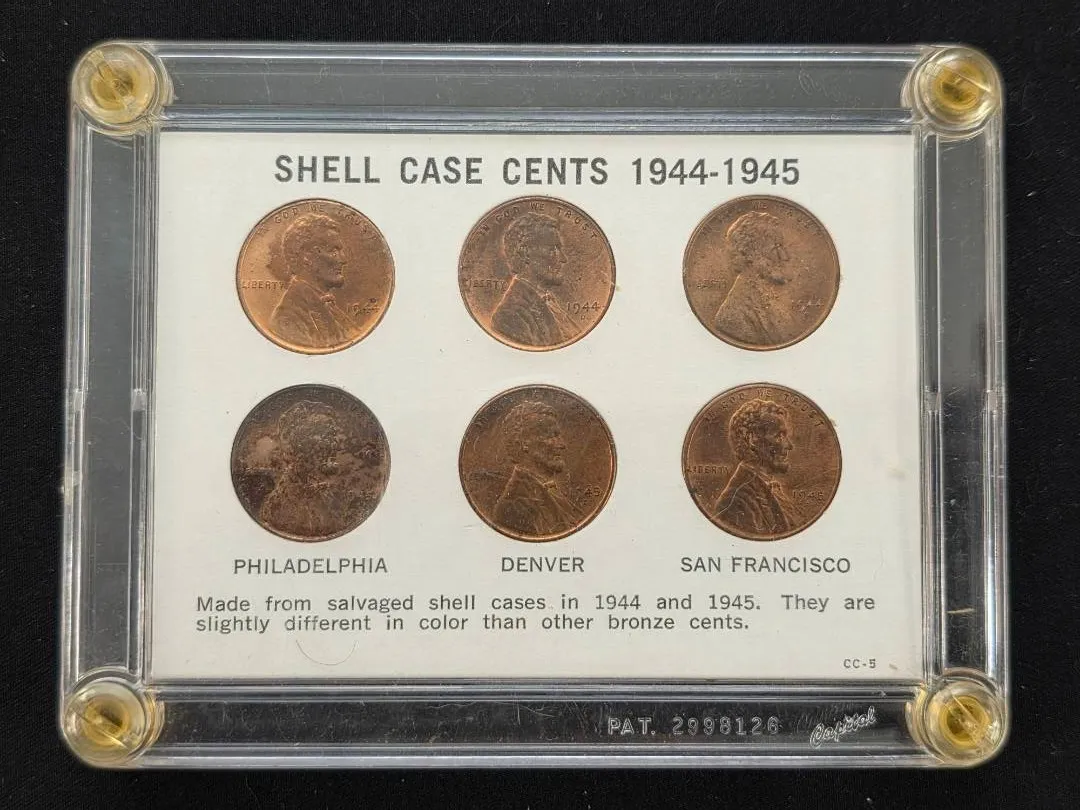 SHELL CASE CENTS 1944-1945
IN GOD WE TRUST
LIBERTY
IN GOD WE TRUST
LIBERTY
1944
LIBERTY
IN GOD WE TRUST
LIBERTY
PHILADELPHIA
DENVER
SAN FRANCISCO
Made from salvaged shell cases in 1944 and 1945. They are
slightly different in color than other bronze cents.
CC-5
PAT. 2998126
Capital